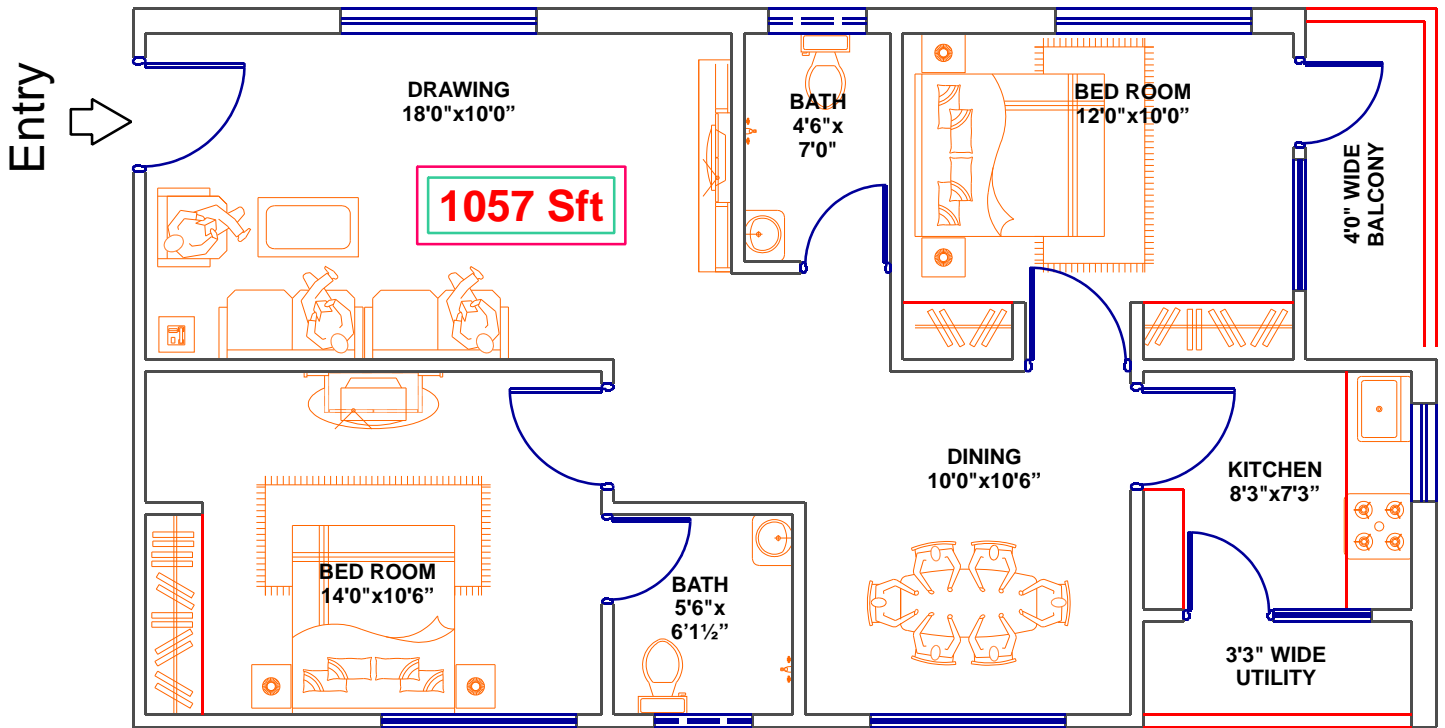 Entry
DRAWING
18'0"x10'0”
1057 Sft
BATH
4'6"x
7'0"
BED ROOM
12'0"x10'0”
4'0" WIDE
BALCONY
DINING
10'0"x10'6”
KITCHEN
8'3"x7'3”
BED ROOM
14'0"x10'6”
BATH
5'6"x
6’1½”
3'3" WIDE
UTILITY